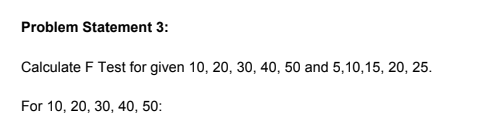 Problem Statement 3:
Calculate F Test for given 10, 20, 30, 40, 50 and 5,10,15, 20, 25.
For 10, 20, 30, 40, 50: